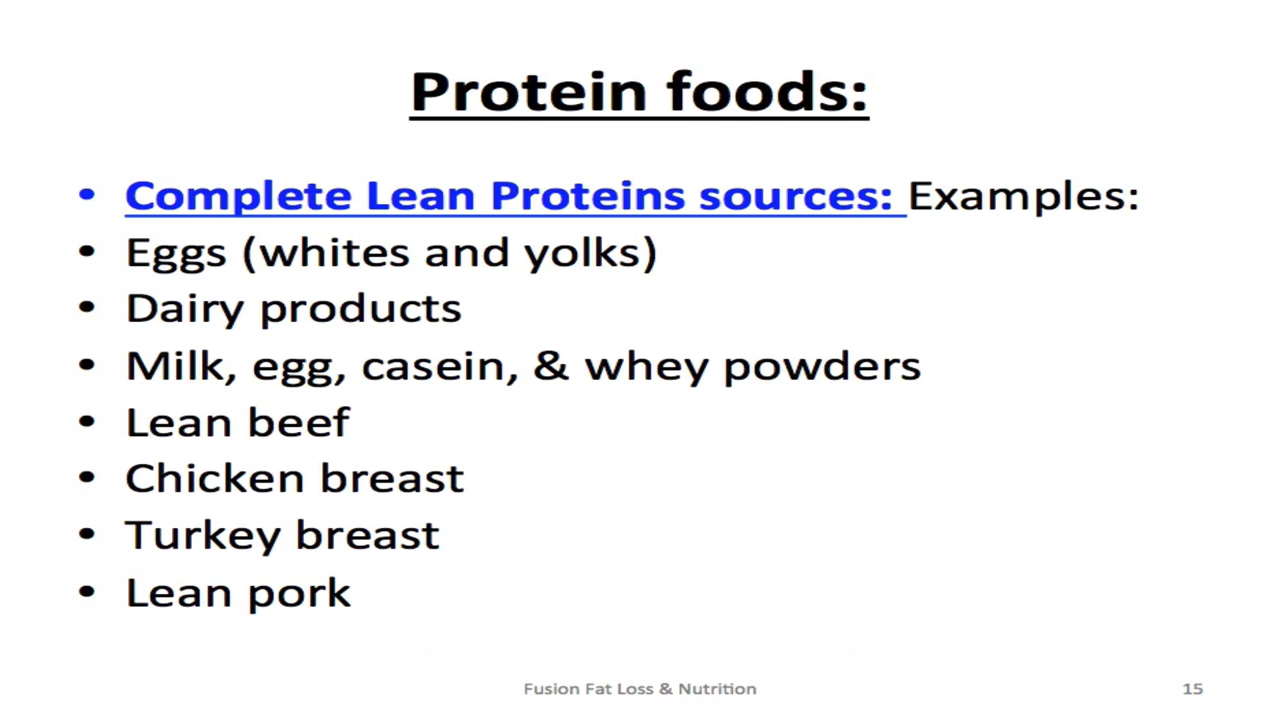 Protein foods:
• Complete Lean Proteins sources: Examples:
• Eggs (whites and yolks)
• Dairy products
• Milk, egg, casein, & whey powders
• Lean beef
• Chicken breast
• Turkey breast
• Lean pork
Fusion Fat Loss & Nutrition
15